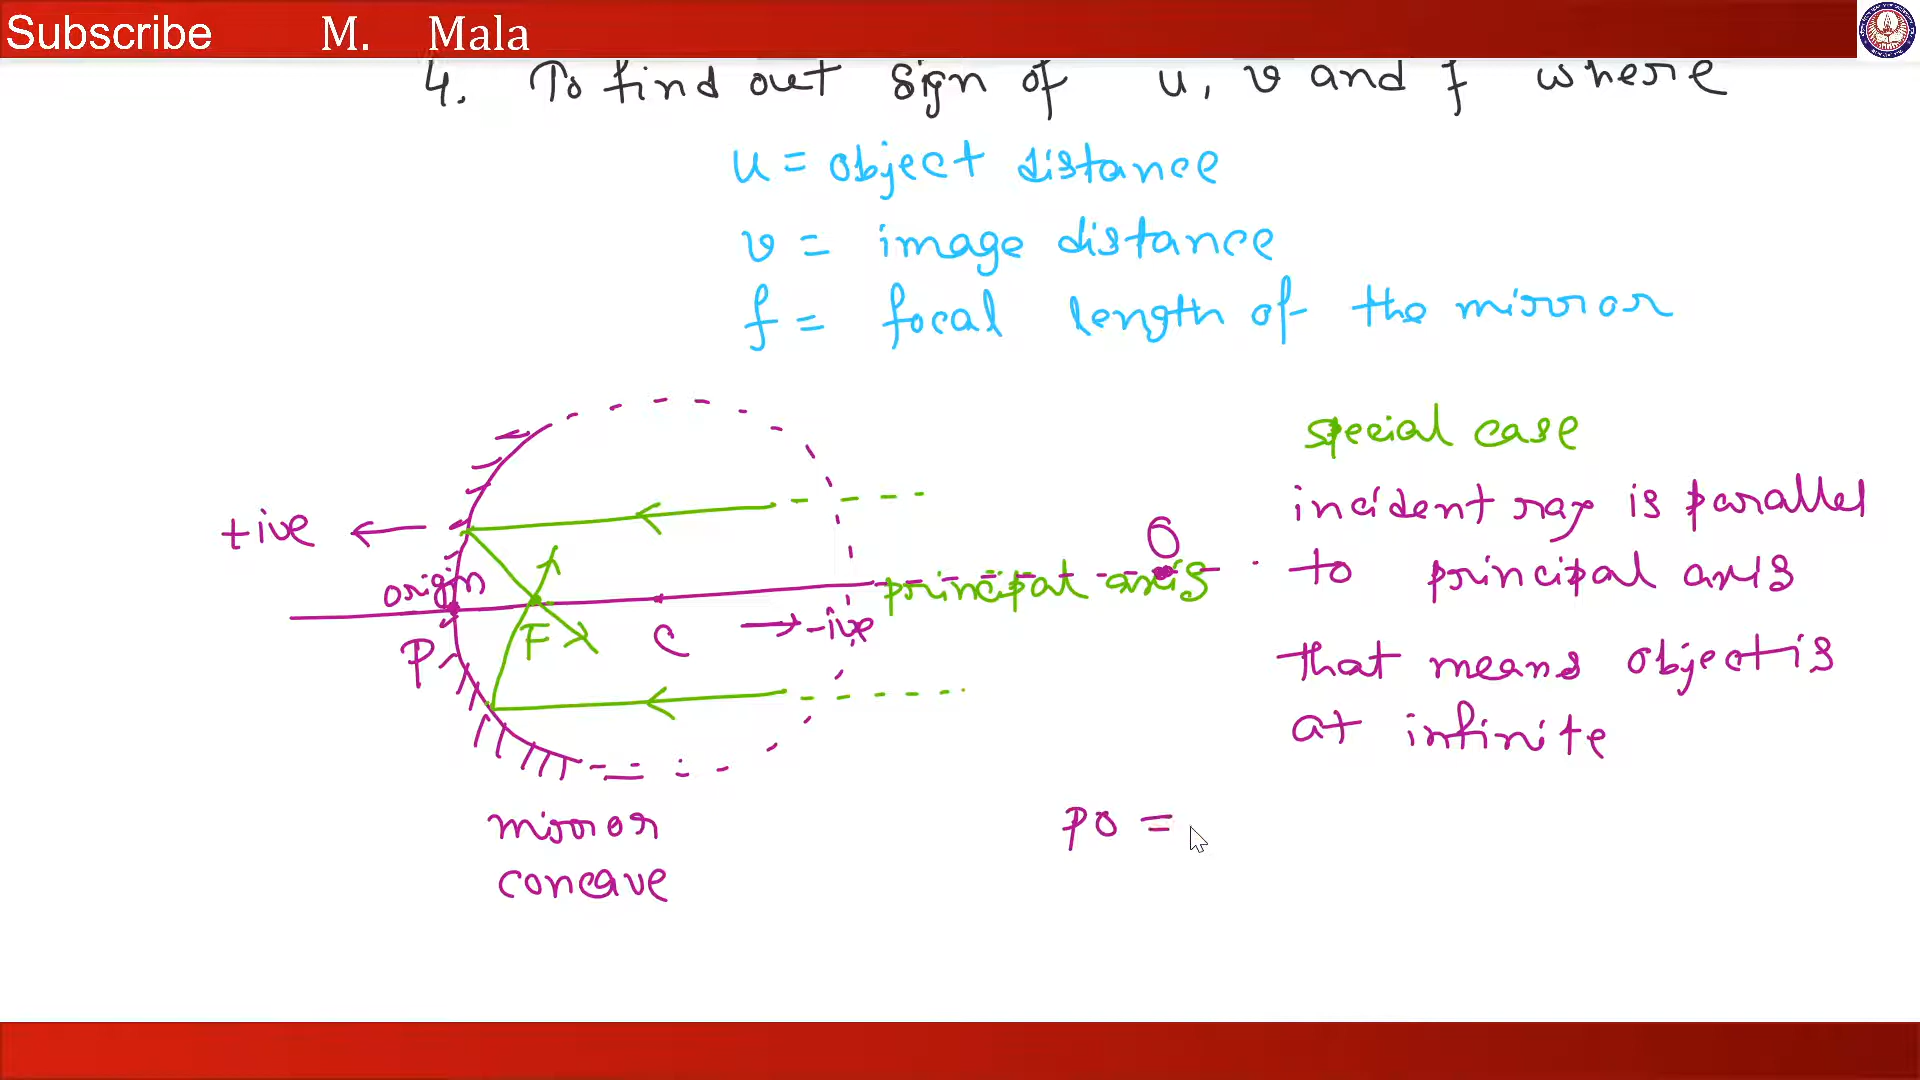 Subscribe M. Mala
4. To find out sign of u, v and f where
u = object distance
v = image distance
f = focal length of the mirror
special case
incident ray is parallel
to principal axis
that means object is
at infinite
+ive
origin
P
F
C
-ive
principal axis
O
mirror
concave
PO =